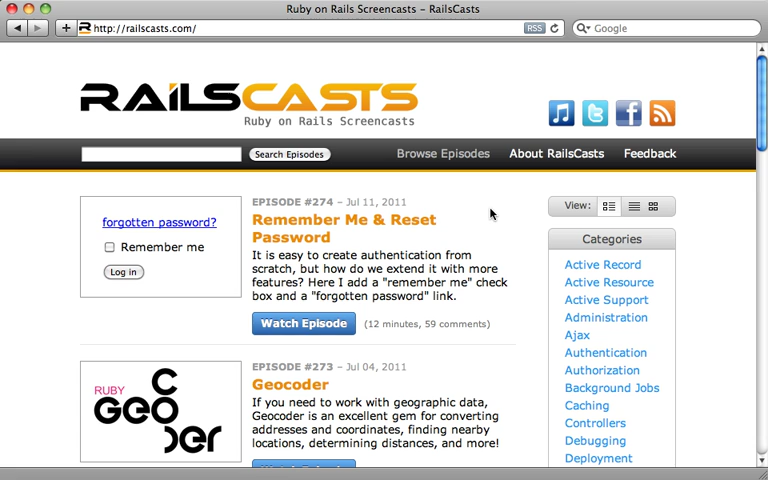 Ruby on Rails Screencasts – RailsCasts
http://railscasts.com/
RSS
Google
RAILSCASTS
Ruby on Rails Screencasts
Search Episodes
Browse Episodes
About RailsCasts
Feedback
forgotten password?
Remember me
Log in
EPISODE #274 – Jul 11, 2011
Remember Me & Reset
Password
It is easy to create authentication from
scratch, but how do we extend it with more
features? Here I add a "remember me" check
box and a "forgotten password" link.
Watch Episode
(12 minutes, 59 comments)
RUBY
GEOCODER
EPISODE #273 – Jul 04, 2011
Geocoder
If you need to work with geographic data,
Geocoder is an excellent gem for converting
addresses and coordinates, finding nearby
locations, determining distances, and more!
View:
Categories
Active Record
Active Resource
Active Support
Administration
Ajax
Authentication
Authorization
Background Jobs
Caching
Controllers
Debugging
Deployment